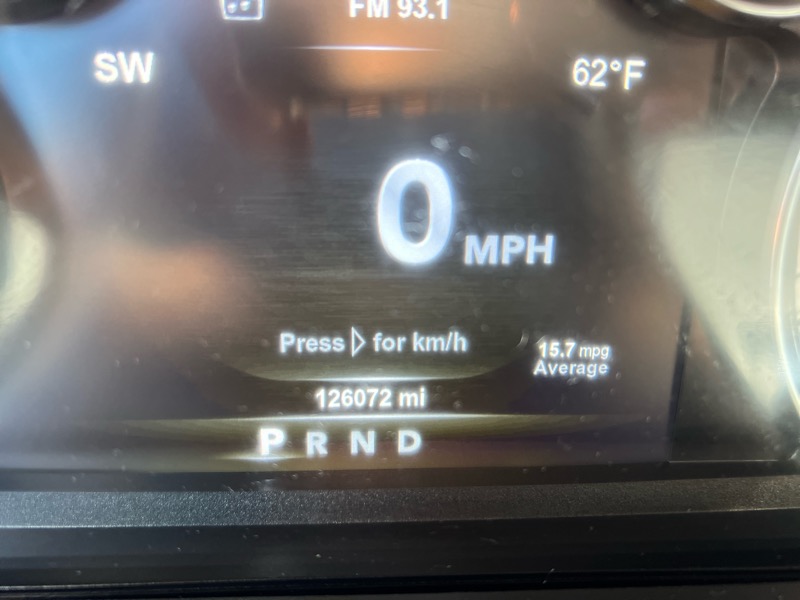 FM 93.1
SW
62°F
0 MPH
Press ▷ for km/h
15.7 mpg
Average
126072 mi
P R N D